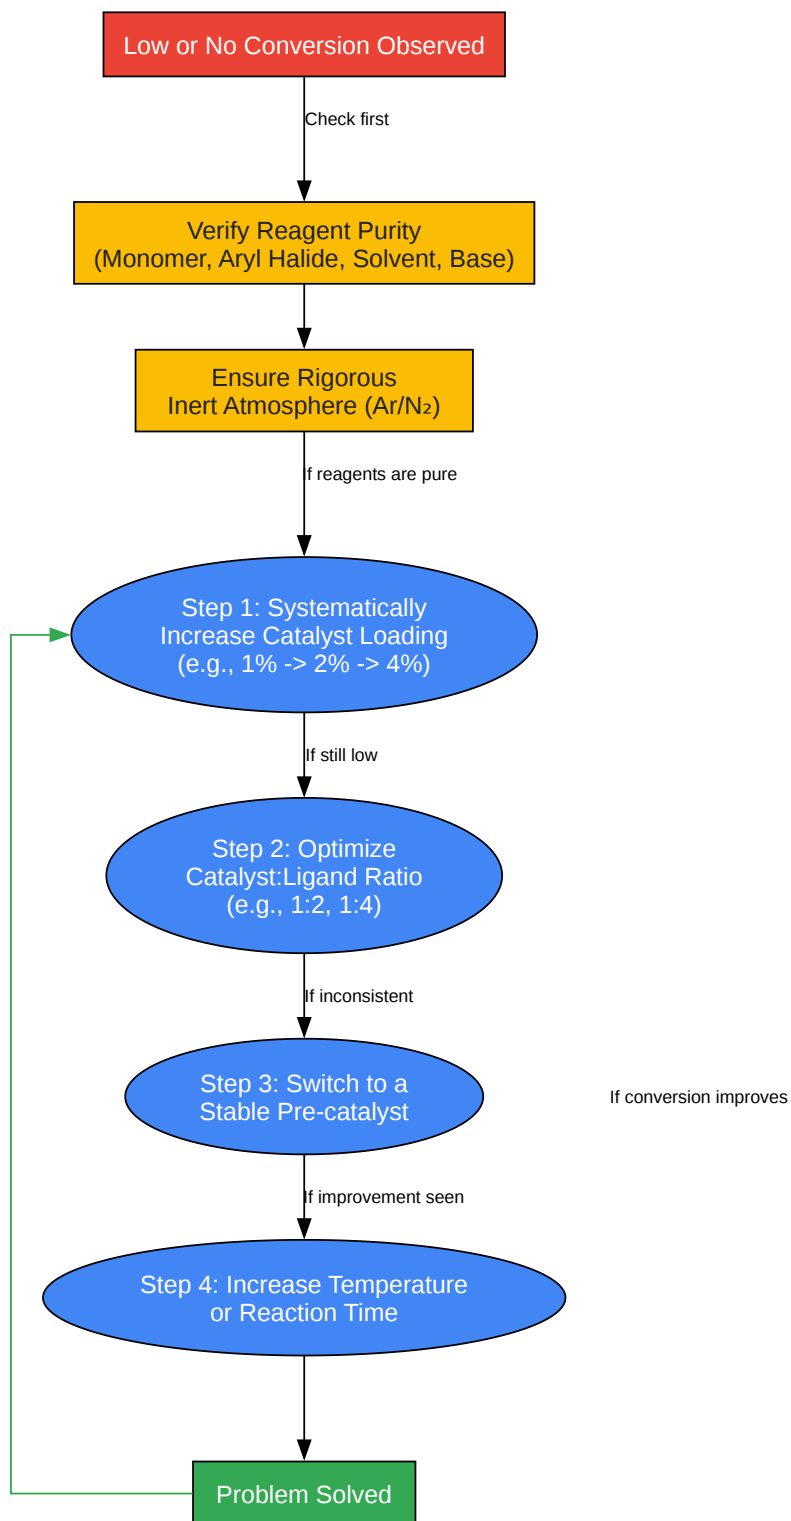 Low or No Conversion Observed
Check first
Verify Reagent Purity
(Monomer, Aryl Halide, Solvent, Base)
Ensure Rigorous
Inert Atmosphere (Ar/N₂)
If reagents are pure
Step 1: Systematically
Increase Catalyst Loading
(e.g., 1% -> 2% -> 4%)
If still low
Step 2: Optimize
Catalyst:Ligand Ratio
(e.g., 1:2, 1:4)
If inconsistent
Step 3: Switch to a
Stable Pre-catalyst
If conversion improves
If improvement seen
Step 4: Increase Temperature
or Reaction Time
Problem Solved